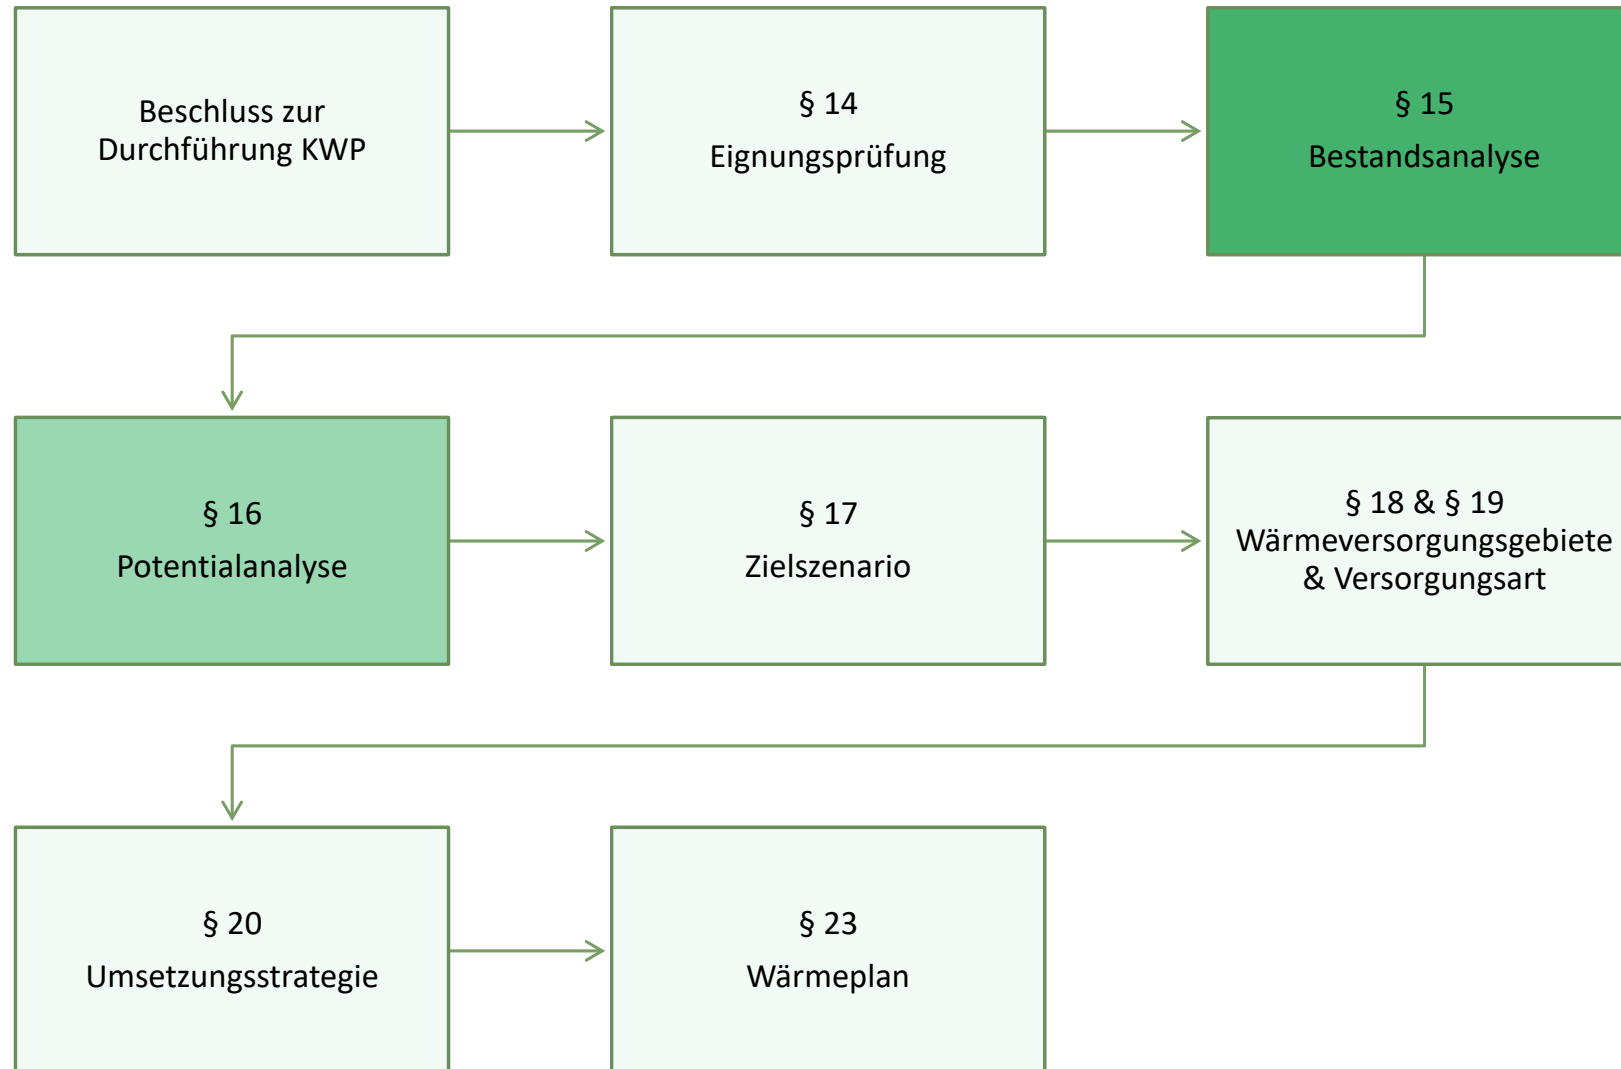 Beschluss zur
Durchführung KWP
§ 14
Eignungsprüfung
§ 15
Bestandsanalyse
§ 16
Potentialanalyse
§ 17
Zielszenario
§ 18 & § 19
Wärmeversorgungsgebiete
& Versorgungsart
§ 20
Umsetzungsstrategie
§ 23
Wärmeplan